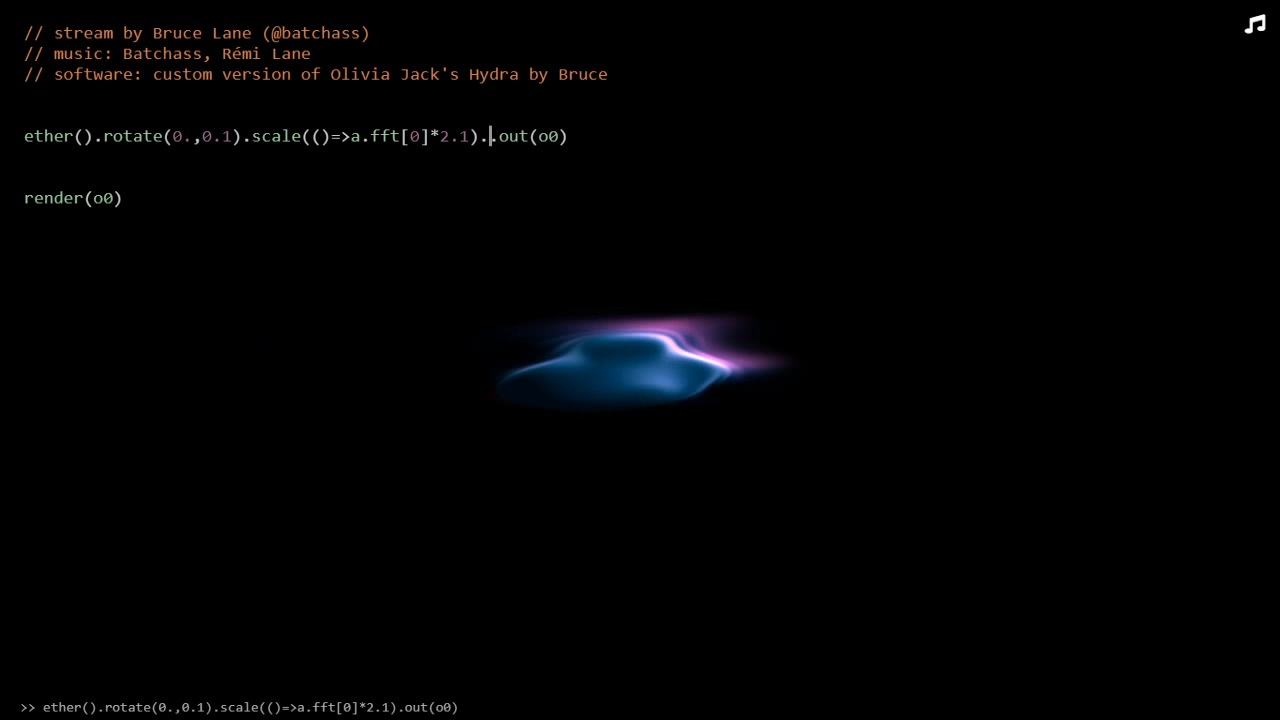 // stream by Bruce Lane (@batchass)
// music: Batchass, Rémi Lane
// software: custom version of Olivia Jack's Hydra by Bruce
ether().rotate(0.,0.1).scale(()=>a.fft[0]*2.1)..out(o0)
render(o0)
>> ether().rotate(0.,0.1).scale(()=>a.fft[0]*2.1).out(o0)